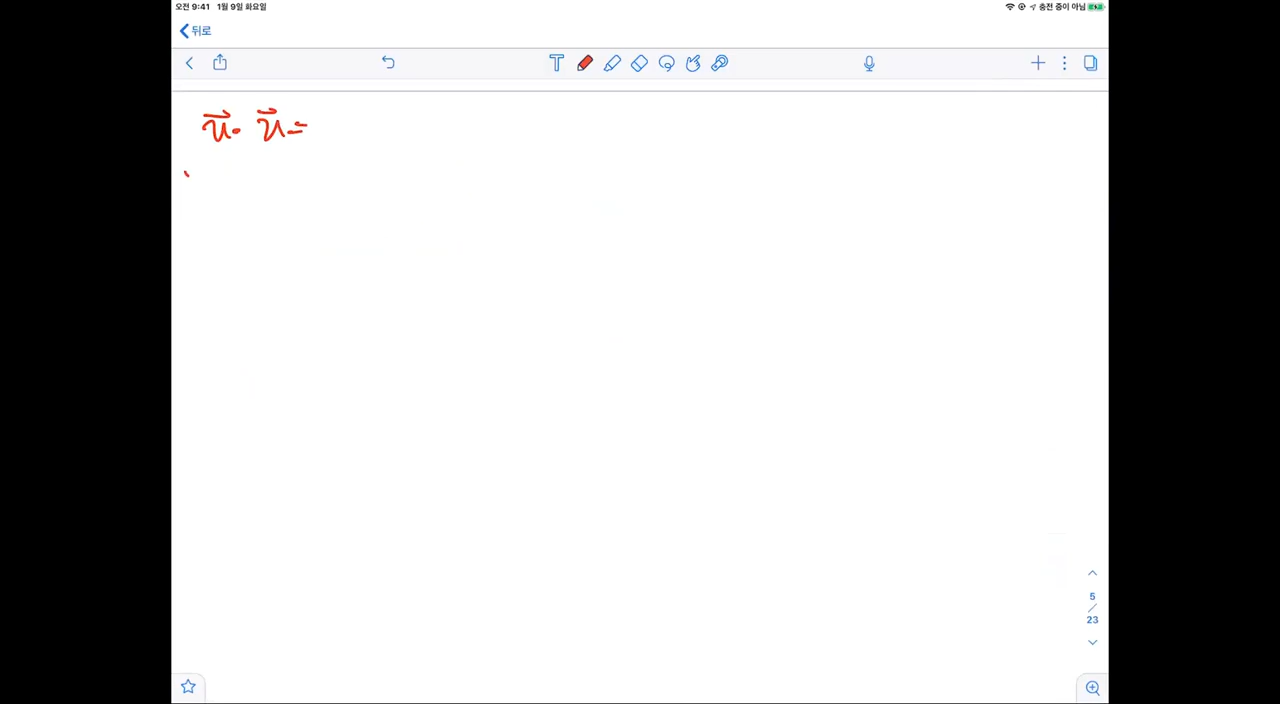 오전 9:41 1월 9일 화요일 충전 중이 아님
뒤로
T
u⃗ · u⃗ =
5
/
23